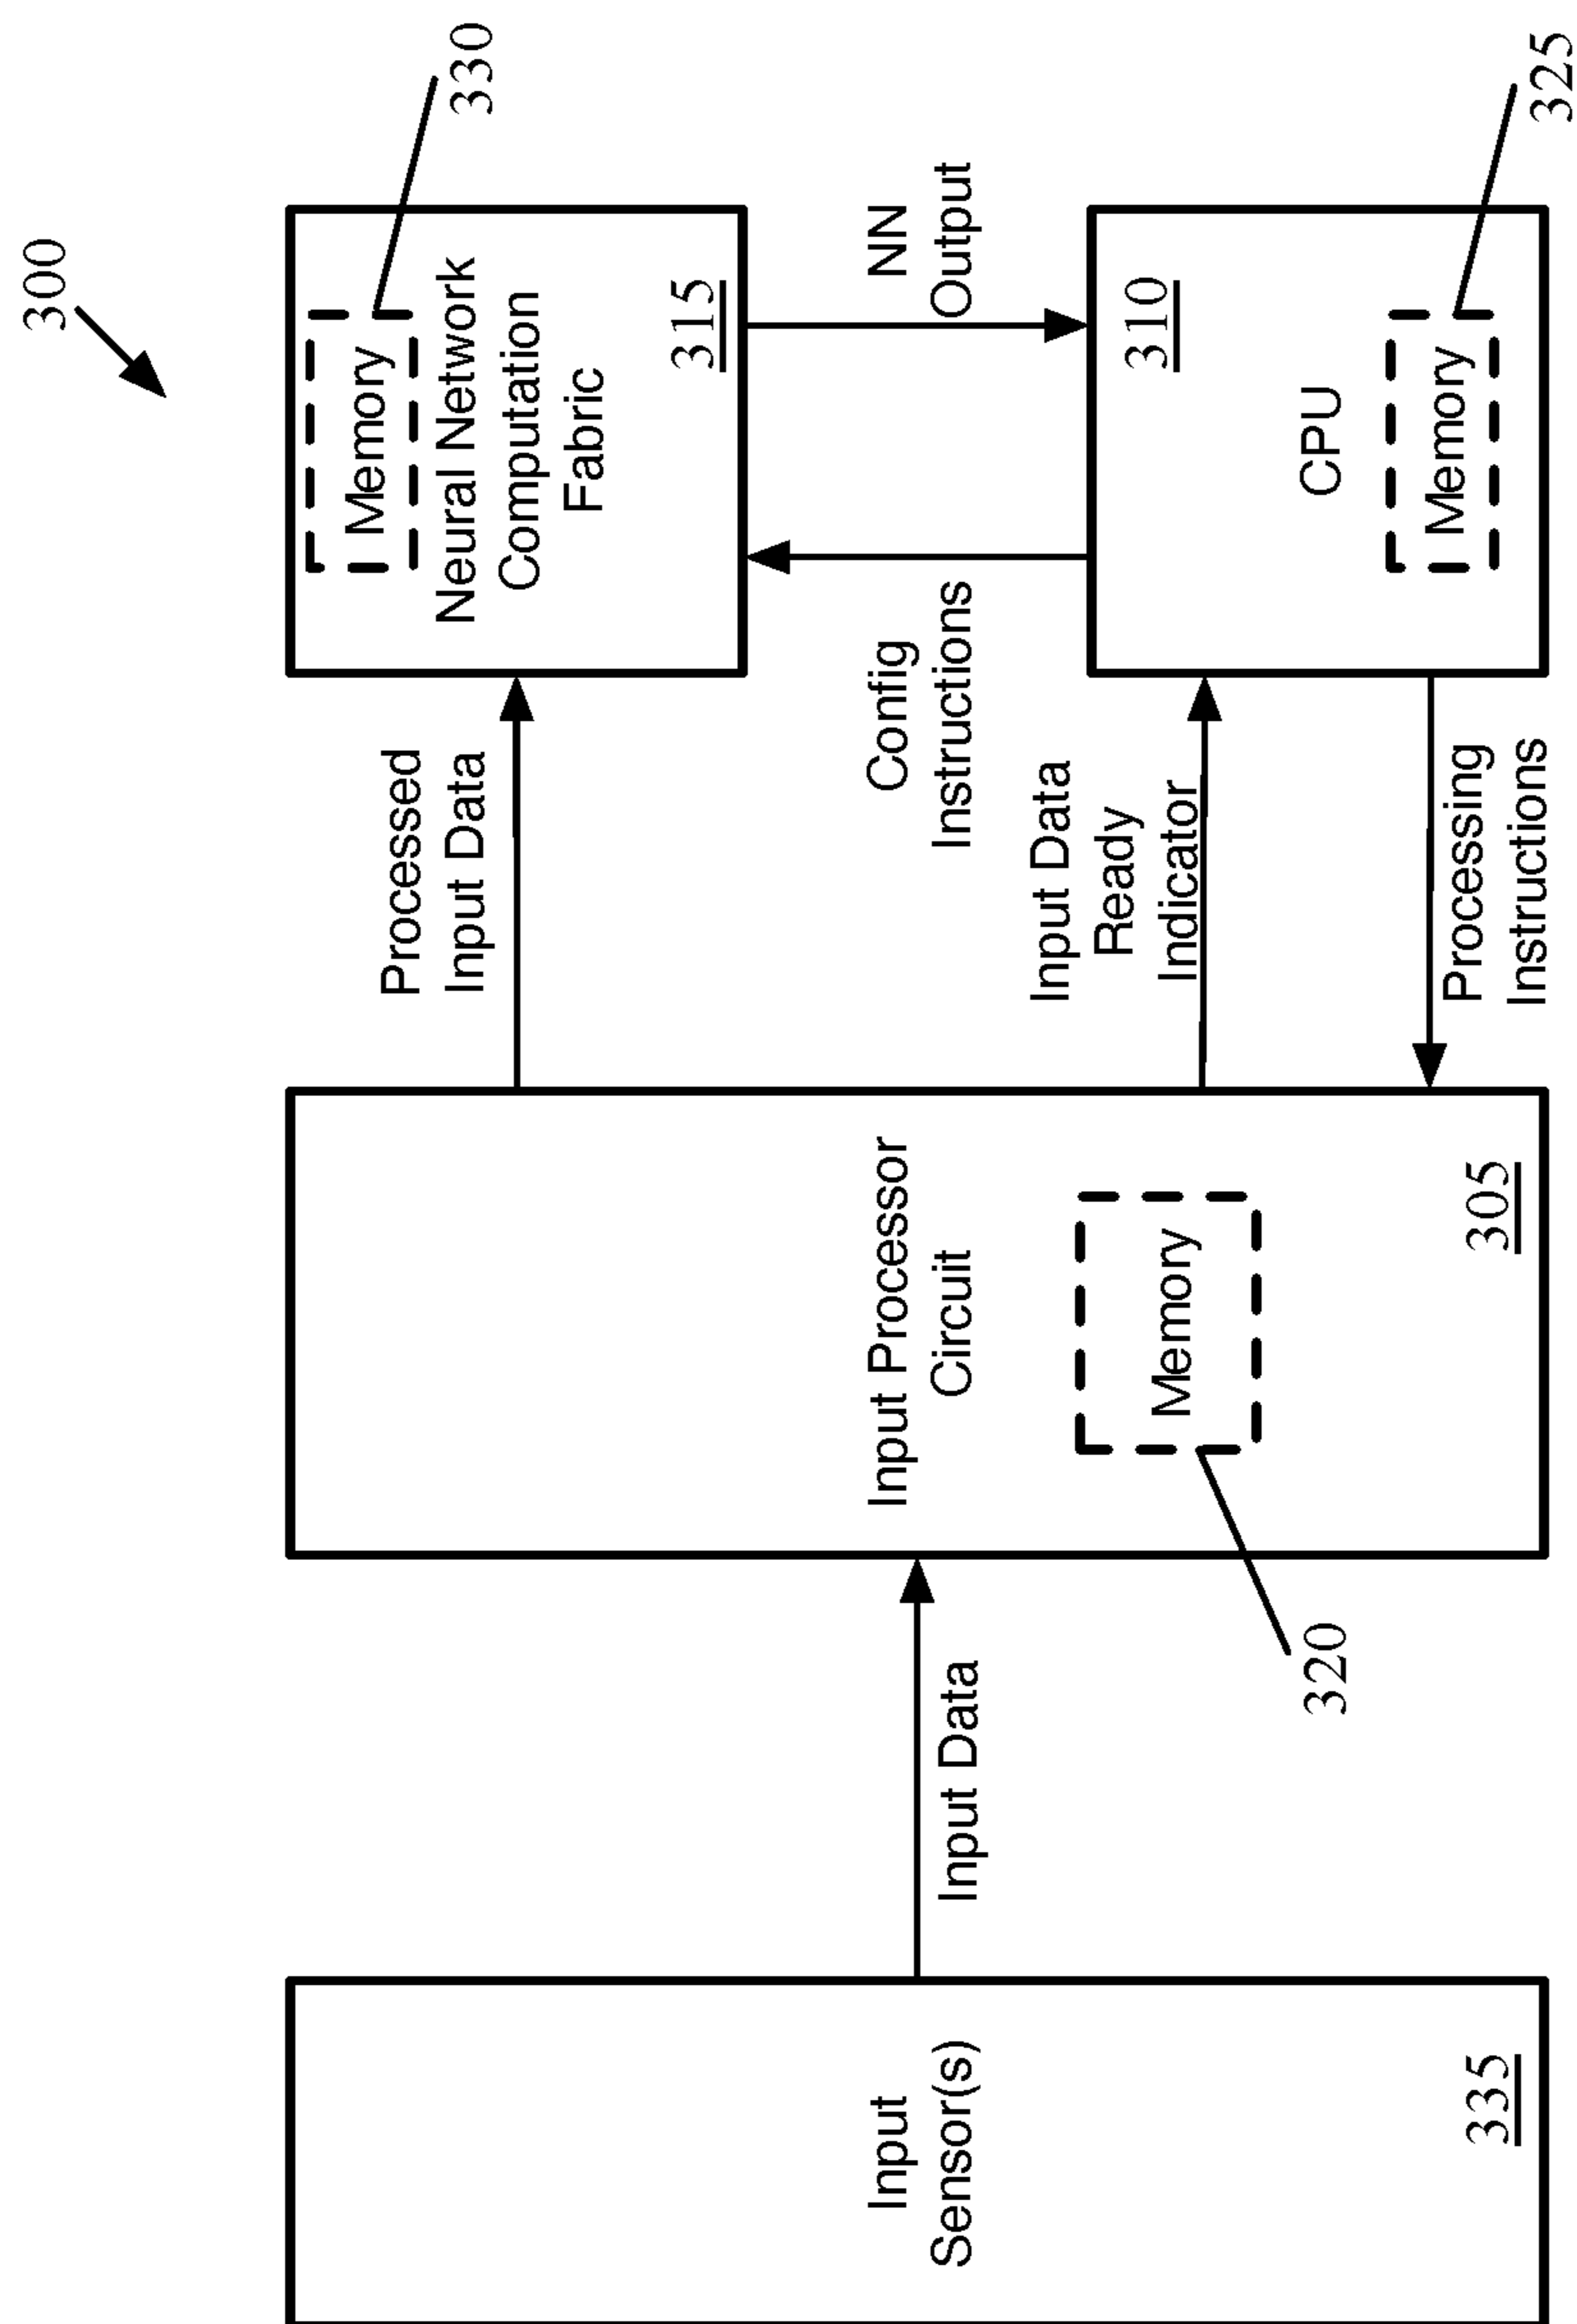 300
330
Memory
Neural Network
Computation
Fabric
315
Processed
Input Data
NN
Output
Config
Instructions
310
CPU
Memory
325
Input Data
Ready
Indicator
Processing
Instructions
Input Processor
Circuit
Memory
305
320
Input Data
Input
Sensor(s)
335